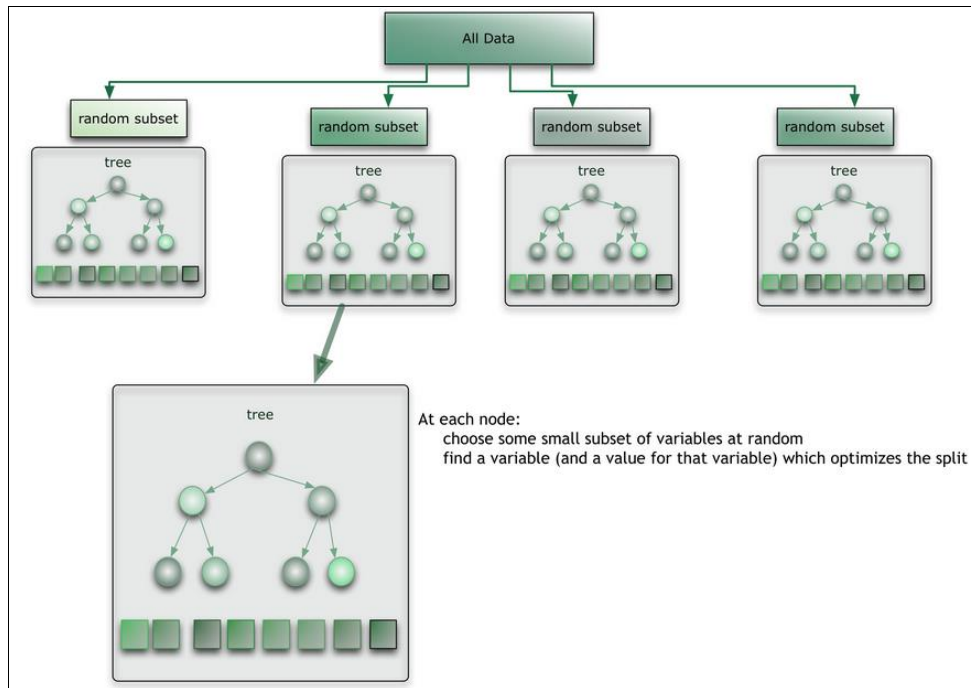 All Data
random subset
random subset
random subset
random subset
tree
tree
tree
tree
tree
At each node:
choose some small subset of variables at random
find a variable (and a value for that variable) which optimizes the split